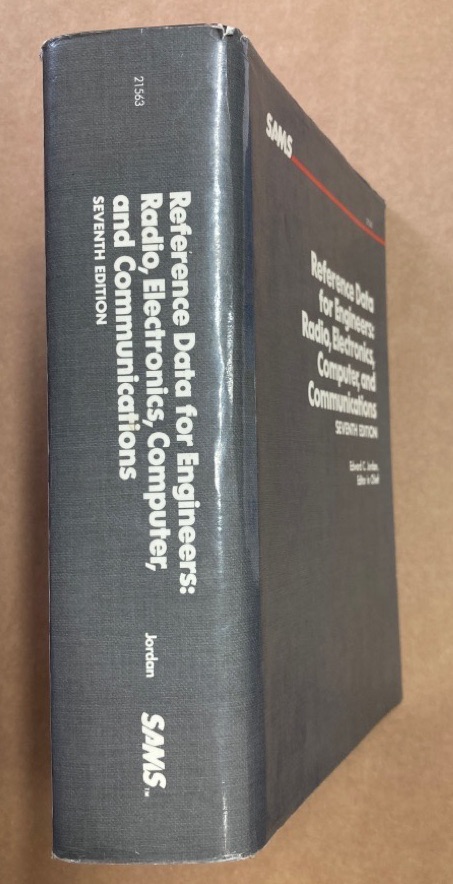 21563
Reference Data for Engineers:
Radio, Electronics, Computer,
and Communications
SEVENTH EDITION
Jordan
SAMS™
SAMS
Reference Data
for Engineers:
Radio, Electronics,
Computer, and
Communications
SEVENTH EDITION
Edward C. Jordan,
Editor in Chief